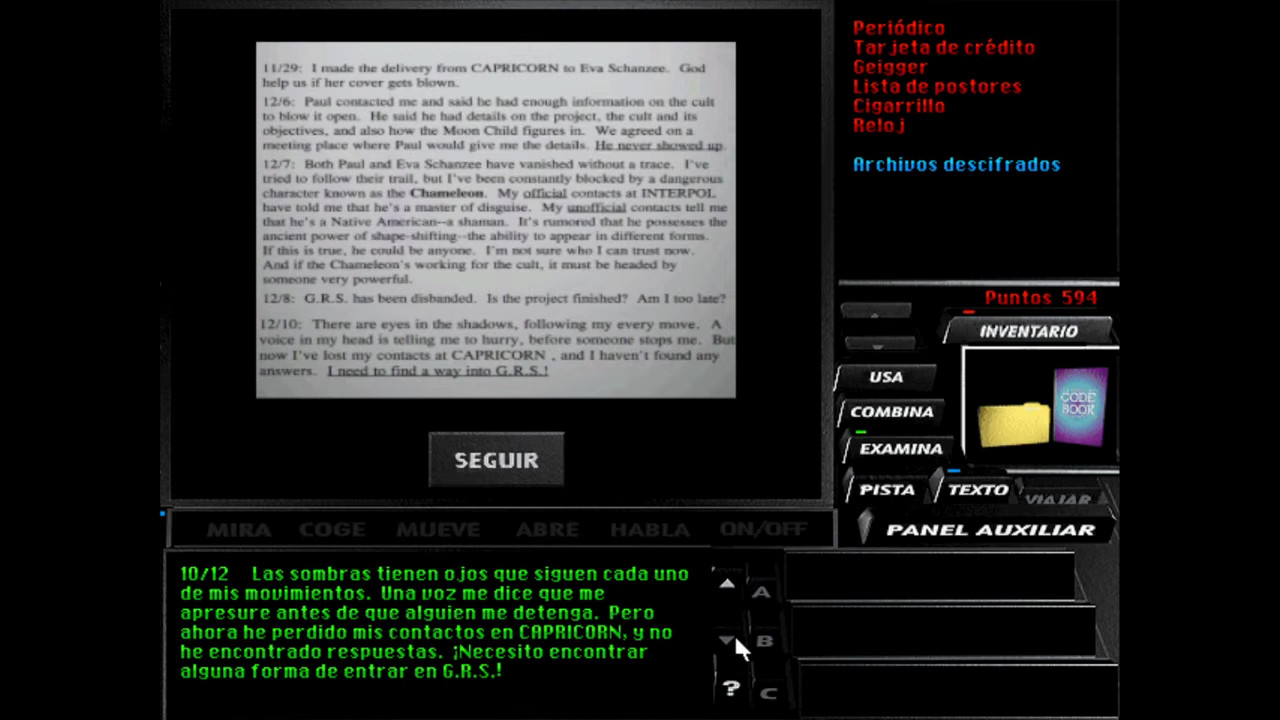 11/29: I made the delivery from CAPRICORN to Eva Schanzee. God
help us if her cover gets blown.
12/6: Paul contacted me and said he had enough information on the cult
to blow it open. He said he had details on the project, the cult and its
objectives, and also how the Moon Child figures in. We agreed on a
meeting place where Paul would give me the details. He never showed up.
12/7: Both Paul and Eva Schanzee have vanished without a trace. I've
tried to follow their trail, but I've been constantly blocked by a dangerous
character known as the Chameleon. My official contacts at INTERPOL
have told me that he's a master of disguise. My unofficial contacts tell me
that he's a Native American--a shaman. It's rumored that he possesses the
ancient power of shape-shifting--the ability to appear in different forms.
If this is true, he could be anyone. I'm not sure who I can trust now.
And if the Chameleon's working for the cult, it must be headed by
someone very powerful.
12/8: G.R.S. has been disbanded. Is the project finished? Am I too late?
12/10: There are eyes in the shadows, following my every move. A
voice in my head is telling me to hurry, before someone stops me. But
now I've lost my contacts at CAPRICORN , and I haven't found any
answers. I need to find a way into G.R.S.!
SEGUIR
MIRA COGE MUEVE ABRE HABLA ON/OFF
10/12 Las sombras tienen ojos que siguen cada uno
de mis movimientos. Una voz me dice que me
apresure antes de que alguien me detenga. Pero
ahora he perdido mis contactos en CAPRICORN, y no
he encontrado respuestas. ¡Necesito encontrar
alguna forma de entrar en G.R.S.!
Periódico
Tarjeta de crédito
Geigger
Lista de postores
Cigarrillo
Reloj
Archivos descifrados
Puntos 594
INVENTARIO
USA
COMBINA
EXAMINA
CODE
BOOK
PISTA TEXTO VIAJAR
PANEL AUXILIAR
A
B
? C